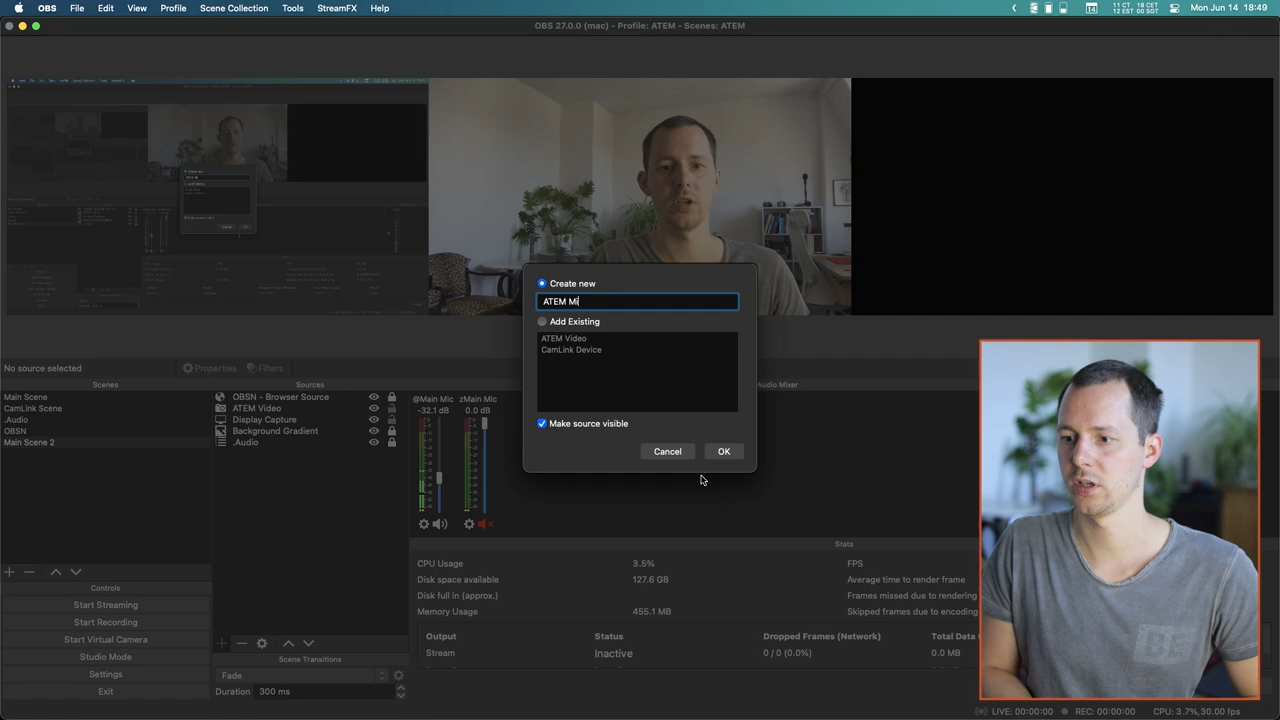 OBS File Edit View Profile Scene Collection Tools StreamFX Help
11 CT 18 CEST
12 CF 00 SGT
Mon Jun 14 18:49
OBS 27.0.0 (mac) - Profile: ATEM - Scenes: ATEM
Create new
ATEM Mi
Add Existing
ATEM Video
CamLink Device
Make source visible
Cancel OK
No source selected Properties Filters
Scenes Sources Audio Mixer
Main Scene
CamLink Scene
.Audio
OBSN
Main Scene 2
OBSN - Browser Source
ATEM Video
Display Capture
Background Gradient
.Audio
@Main Mic zMain Mic
-32.1 dB 0.0 dB
Controls
Start Streaming
Start Recording
Start Virtual Camera
Studio Mode
Settings
Exit
Scene Transitions
Fade
Duration 300 ms
Stats
CPU Usage 3.5% FPS
Disk space available 127.6 GB Average time to render frame
Disk full in (approx.) Frames missed due to rendering
Memory Usage 455.1 MB Skipped frames due to encoding
Output Status Dropped Frames (Network) Total Data
Stream Inactive 0 / 0 (0.0%) 0.0 MB
LIVE: 00:00:00 REC: 00:00:00 CPU: 3.7%,30.00 fps